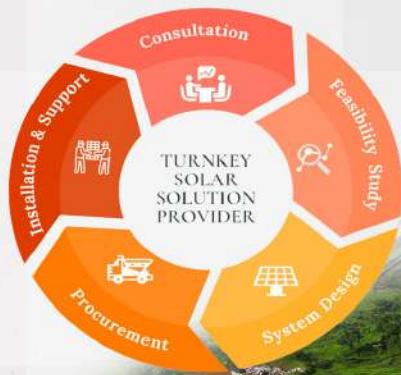 Consultation
Feasibility Study
System Design
Procurement
Installation & Support
TURNKEY
SOLAR
SOLUTION
PROVIDER